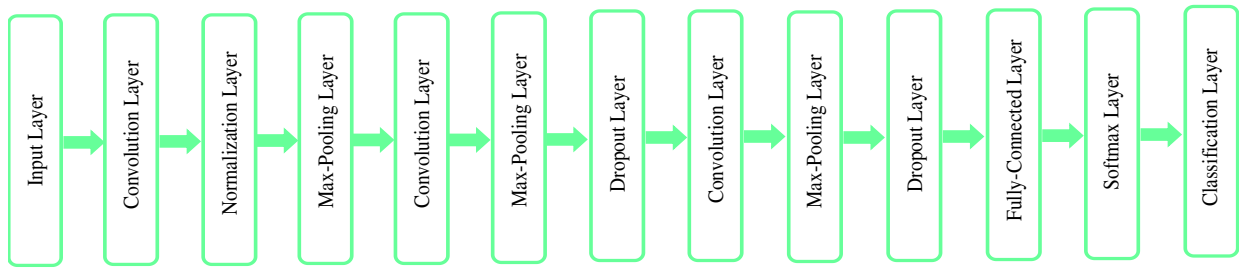 Input Layer
Convolution Layer
Normalization Layer
Max-Pooling Layer
Convolution Layer
Max-Pooling Layer
Dropout Layer
Convolution Layer
Max-Pooling Layer
Dropout Layer
Fully-Connected Layer
Softmax Layer
Classification Layer